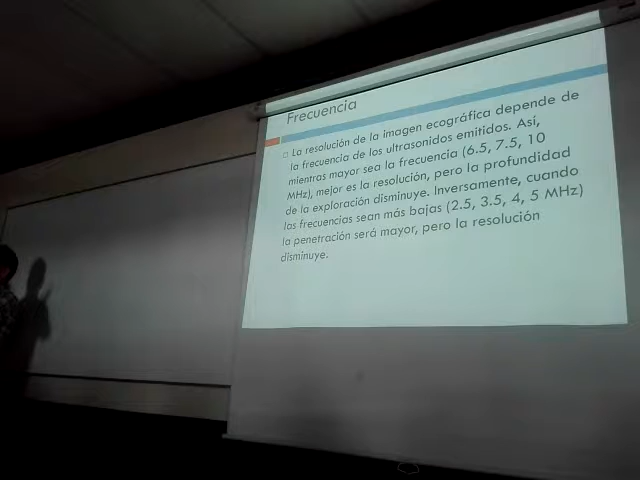 Frecuencia
La resolución de la imagen ecográfica depende de
la frecuencia de los ultrasonidos emitidos. Así,
mientras mayor sea la frecuencia (6.5, 7.5, 10
MHz), mejor es la resolución, pero la profundidad
de la exploración disminuye. Inversamente, cuando
las frecuencias sean más bajas (2.5, 3.5, 4, 5 MHz)
la penetración será mayor, pero la resolución
disminuye.